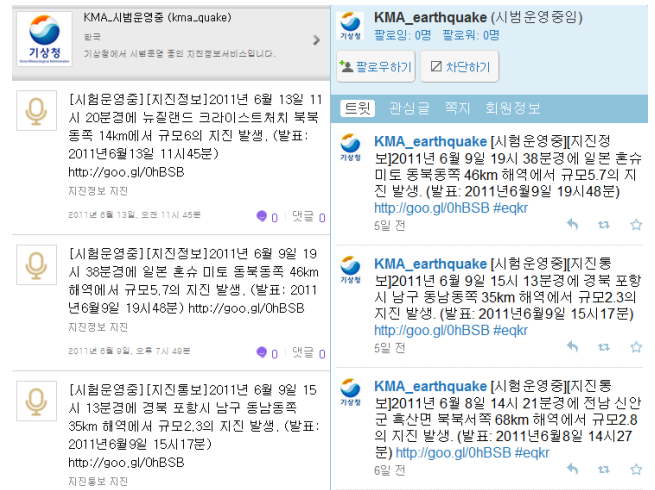 KMA_시범운영중 (kma_quake)
한국
기상청에서 시범운영 중인 지진정보서비스입니다.
기상청
[시험운영중][지진정보]2011년 6월 13일 11
시 20분경에 뉴질랜드 크라이스트처치 북북
동쪽 14km에서 규모6의 지진 발생. (발표:
2011년6월13일 11시45분)
http://goo.gl/0hBSB
지진정보 지진
2011년 6월 13일, 오전 11시 45분
0 댓글 0
[시험운영중][지진정보]2011년 6월 9일 19
시 38분경에 일본 혼슈 미토 동북동쪽 46km
해역에서 규모5.7의 지진 발생. (발표: 2011
년6월9일 19시48분) http://goo.gl/0hBSB
지진정보 지진
2011년 6월 9일, 오후 7시 49분
0 댓글 0
[시험운영중][지진통보]2011년 6월 9일 15
시 13분경에 경북 포항시 남구 동남동쪽
35km 해역에서 규모2.3의 지진 발생. (발표:
2011년6월9일 15시17분)
http://goo.gl/0hBSB
지진통보 지진
KMA_earthquake (시범운영중임)
팔로잉: 0명 팔로워: 0명
기상청
팔로우하기 차단하기
트윗 관심글 쪽지 회원정보
KMA_earthquake [시험운영중][지진정
보]2011년 6월 9일 19시 38분경에 일본 혼슈
미토 동북동쪽 46km 해역에서 규모5.7의 지
진 발생. (발표: 2011년6월9일 19시48분)
http://goo.gl/0hBSB #eqkr
5일 전
기상청
KMA_earthquake [시험운영중][지진통
보]2011년 6월 9일 15시 13분경에 경북 포항
시 남구 동남동쪽 35km 해역에서 규모2.3의
지진 발생. (발표: 2011년6월9일 15시17분)
http://goo.gl/0hBSB #eqkr
5일 전
기상청
KMA_earthquake [시험운영중][지진통
보]2011년 6월 8일 14시 21분경에 전남 신안
군 흑산면 북북서쪽 68km 해역에서 규모2.8
의 지진 발생. (발표: 2011년6월8일 14시27
분) http://goo.gl/0hBSB #eqkr
6일 전
기상청